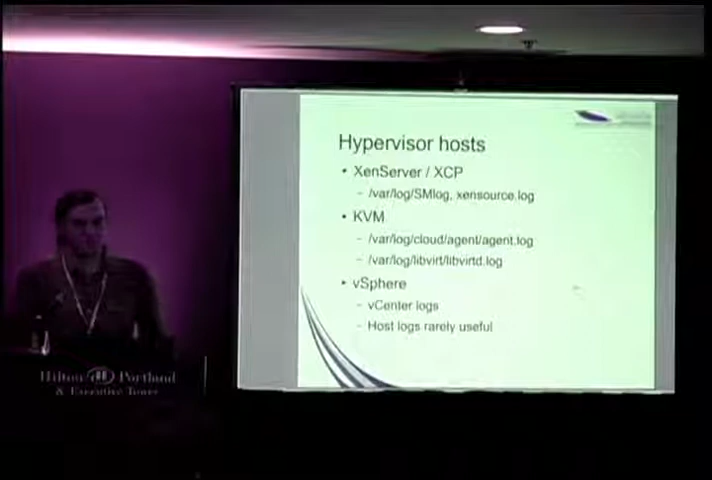 Hypervisor hosts
• XenServer / XCP
– /var/log/SMlog, xensource.log
• KVM
– /var/log/cloud/agent/agent.log
– /var/log/libvirt/libvirtd.log
• vSphere
– vCenter logs
– Host logs rarely useful
Hilton Portland
& Executive Tower